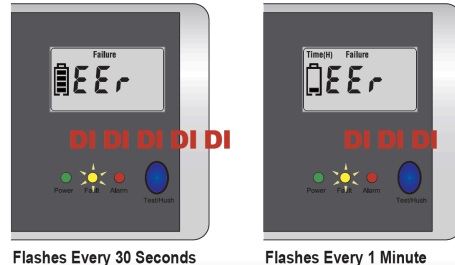 Failure
EEr
DI DI DI DI DI
Power Fault Alarm
Test/Hush
Flashes Every 30 Seconds
Time(H) Failure
EEr
DI DI DI
Power Fault Alarm
Test/Hush
Flashes Every 1 Minute